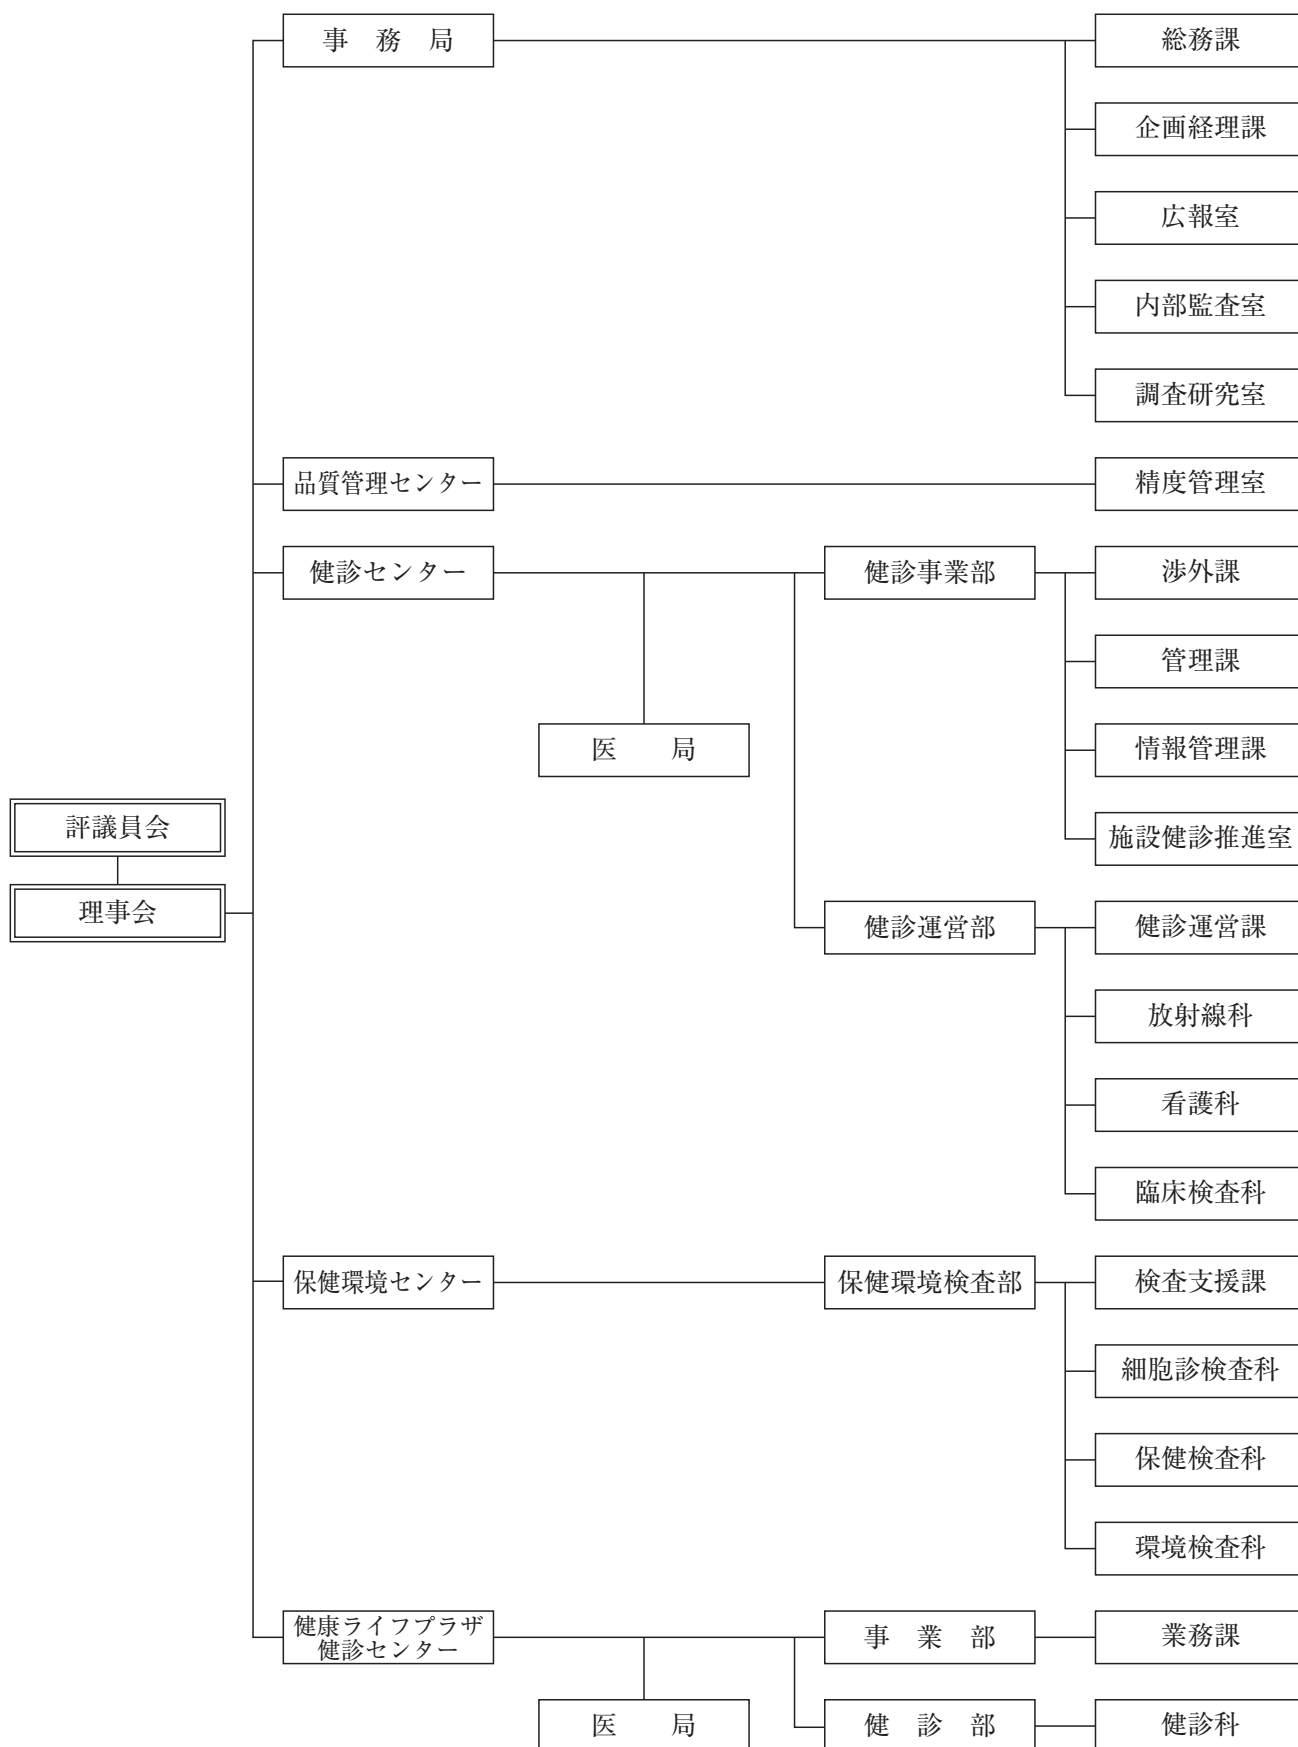 評議員会
理事会
事　務　局
総務課
企画経理課
広報室
内部監査室
調査研究室
品質管理センター
精度管理室
健診センター
医　　局
健診事業部
渉外課
管理課
情報管理課
施設健診推進室
健診運営部
健診運営課
放射線科
看護科
臨床検査科
保健環境センター
保健環境検査部
検査支援課
細胞診検査科
保健検査科
環境検査科
健康ライフプラザ
健診センター
医　　局
事　業　部
業務課
健　診　部
健診科